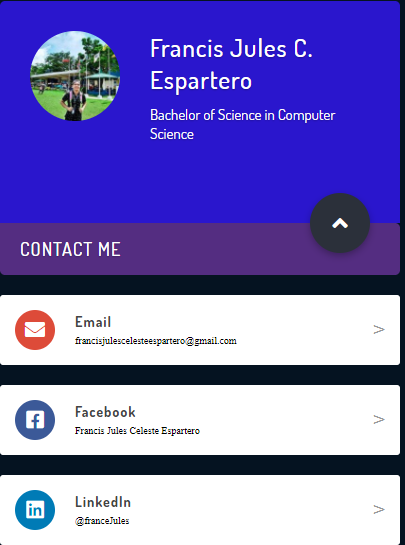 Francis Jules C.
Espartero
Bachelor of Science in Computer
Science
CONTACT ME
Email
francisjulescelesteespartero@gmail.com
>
Facebook
Francis Jules Celeste Espartero
>
LinkedIn
@franceJules
>